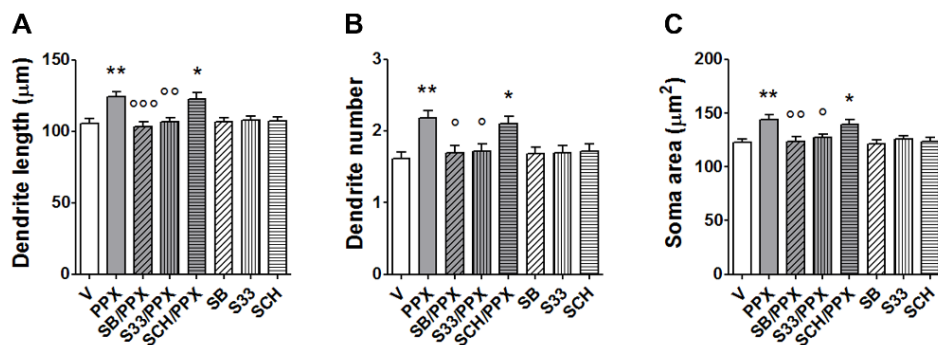 A
Dendrite length (μm)
150
100
50
0
**
°°°
°°
*
V
PPX
SB/PPX
S33/PPX
SCH/PPX
SB
S33
SCH
B
Dendrite number
3
2
1
0
**
°
°
*
V
PPX
SB/PPX
S33/PPX
SCH/PPX
SB
S33
SCH
C
Soma area (μm²)
200
150
100
50
0
**
°°
°
*
V
PPX
SB/PPX
S33/PPX
SCH/PPX
SB
S33
SCH